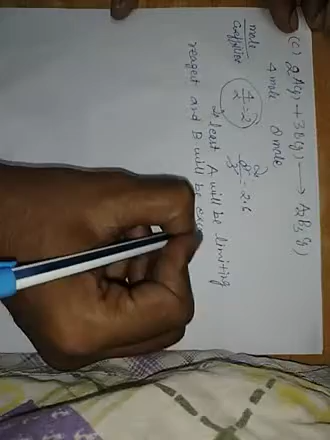 (c) 2A(g) + 3B(g) → A2B3(g)
4 mole 8 mole
mole
coefficient
4/2 = 2 8/3 = 2.6
least A will be limiting
reagent and B will be exce